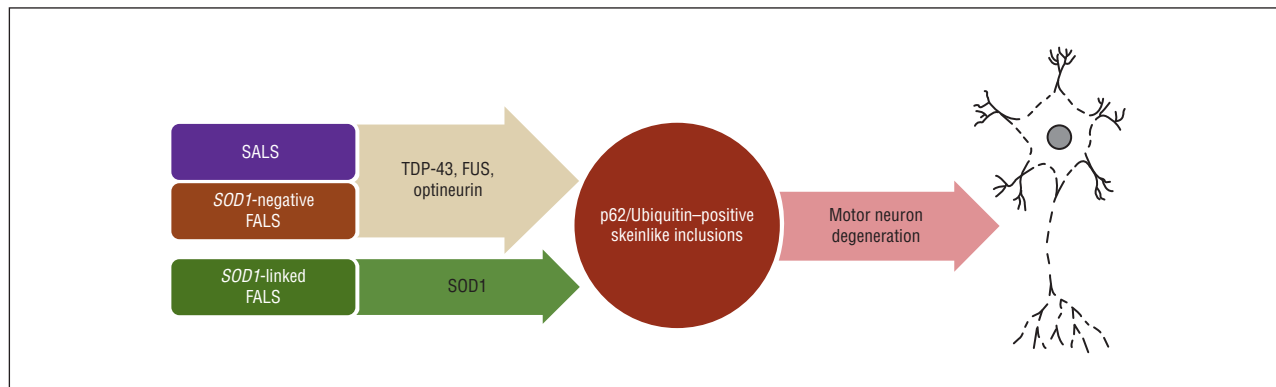 SALS
SOD1-negative
FALS
SOD1-linked
FALS
TDP-43, FUS,
optineurin
SOD1
p62/Ubiquitin–positive
skeinlike inclusions
Motor neuron
degeneration